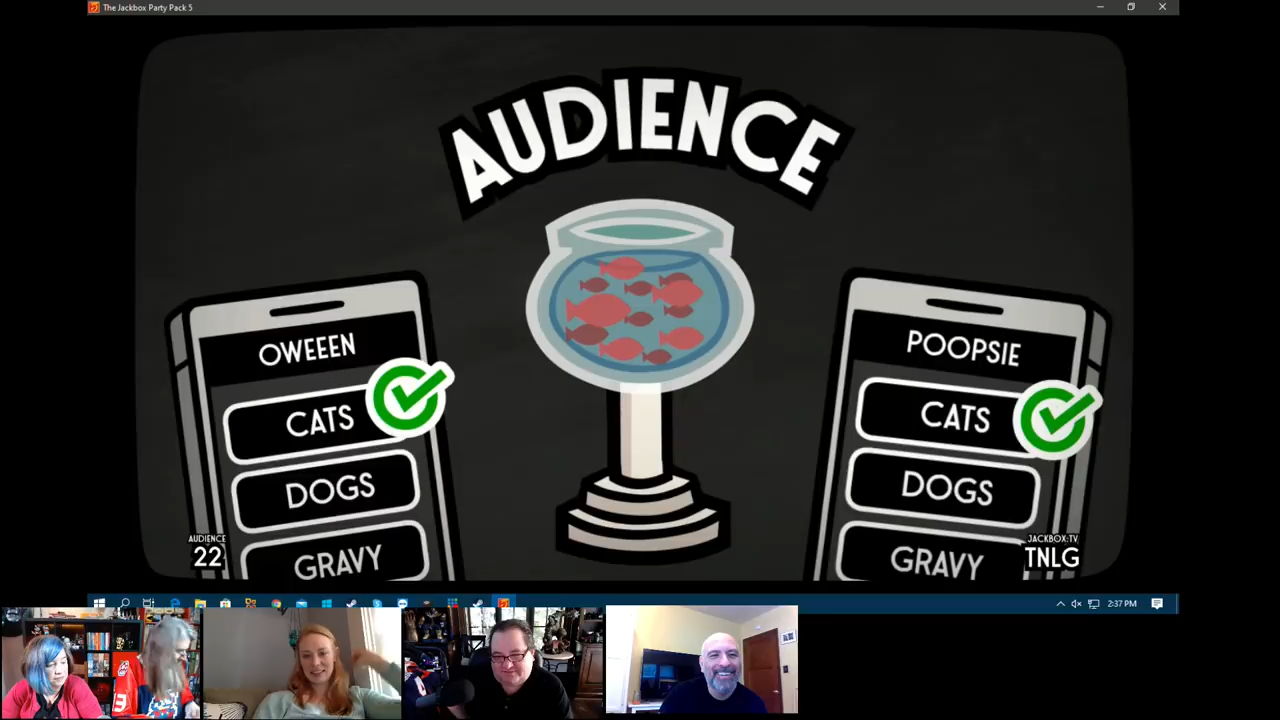 The Jackbox Party Pack 5
AUDIENCE
OWEEEN
CATS
DOGS
GRAVY
POOPSIE
CATS
DOGS
GRAVY
AUDIENCE
22
JACKBOX.TV
TNLG
2:37 PM